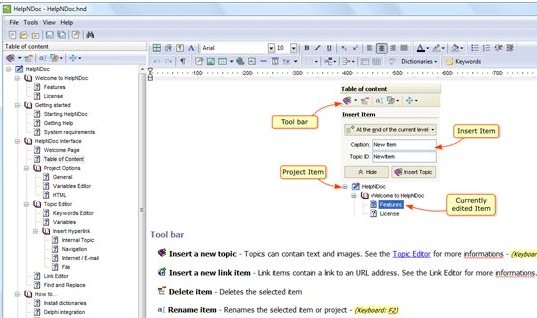 HelpNDoc - HelpNDoc.hnd
File Tools View Help
Table of content
HelpNDoc
Welcome to HelpNDoc
Features
License
Getting started
Starting HelpNDoc
Getting Help
System requirements
HelpNDoc interface
Welcome Page
Table of Content
Project Options
General
Variables Editor
HTML
Topic Editor
Keywords Editor
Variables
Insert Hyperlink
Internal Topic
Navigation
Internet / E-mail
File
Link Editor
Find and Replace
How to...
Install dictionaries
Delphi integration
Arial 10 B I U
Dictionaries Keywords
100 200 300 400 500 600 700
Table of content
Insert Item
At the end of the current level
Caption: New Item
Topic ID: NewItem
Hide Insert Topic
HelpNDoc
Welcome to HelpNDoc
Features
License
Tool bar
Insert Item
Project Item
Currently
edited Item
Tool bar
Insert a new topic - Topics can contain text and images. See the Topic Editor for more informations - (Keyboar
Insert a new link item - Link items contain a link to an URL address. See the Link Editor for more informations.
Delete item - Deletes the selected item
Rename item - Renames the selected item or project - (Keyboard: F2)